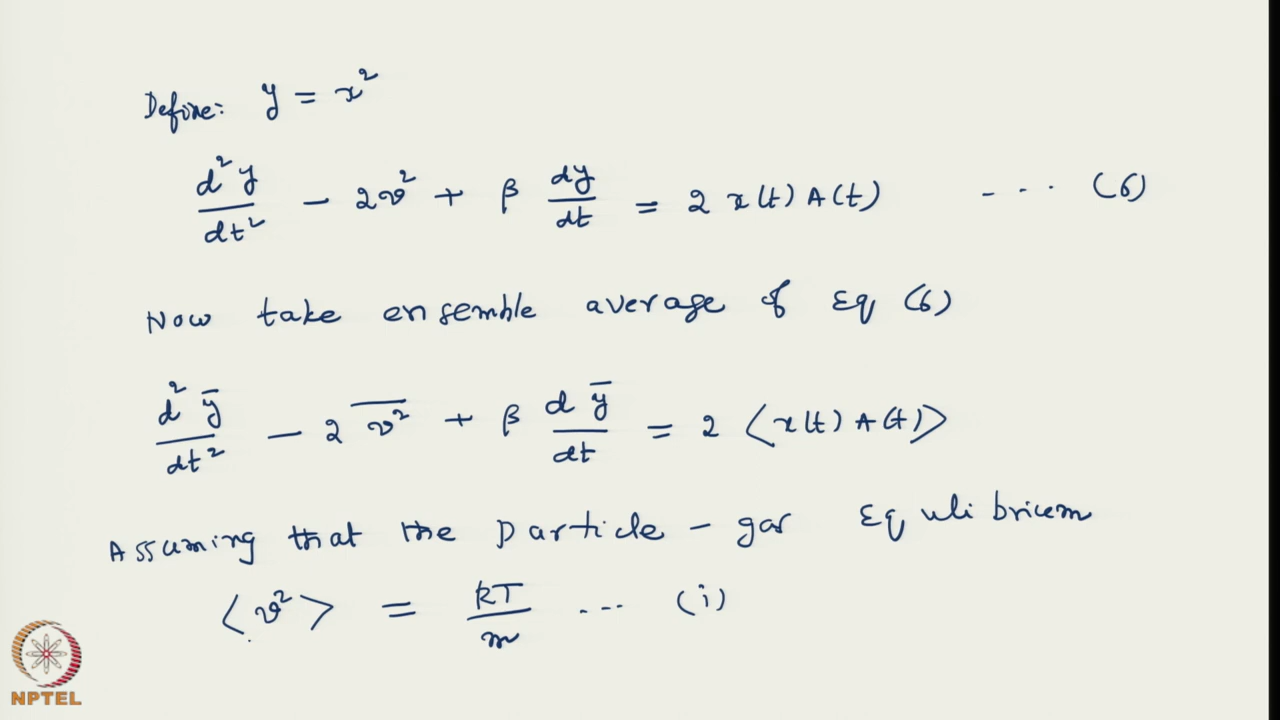 Define: y = x²
d²y/dt² - 2v² + β dy/dt = 2 x(t) A(t) --- (6)
Now take ensemble average of Eq (6)
d²ȳ/dt² - 2 v̅²̅ + β dȳ/dt = 2 〈x(t) A(t)〉
Assuming that the particle - gas Equlibrium
〈v²〉 = kT/m --- (i)
NPTEL